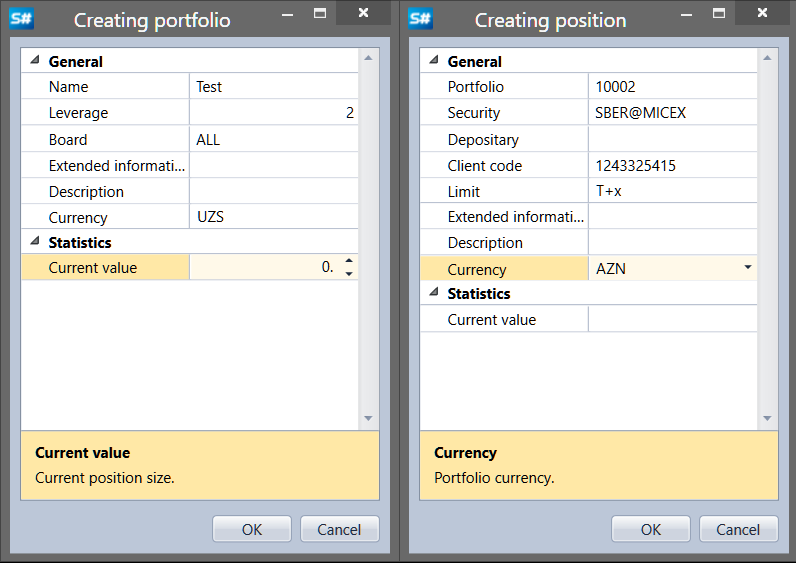 S# Creating portfolio
General
Name Test
Leverage 2
Board ALL
Extended informati...
Description
Currency UZS
Statistics
Current value 0.
Current value
Current position size.
OK Cancel
S# Creating position
General
Portfolio 10002
Security SBER@MICEX
Depositary
Client code 1243325415
Limit T+x
Extended informati...
Description
Currency AZN
Statistics
Current value
Currency
Portfolio currency.
OK Cancel